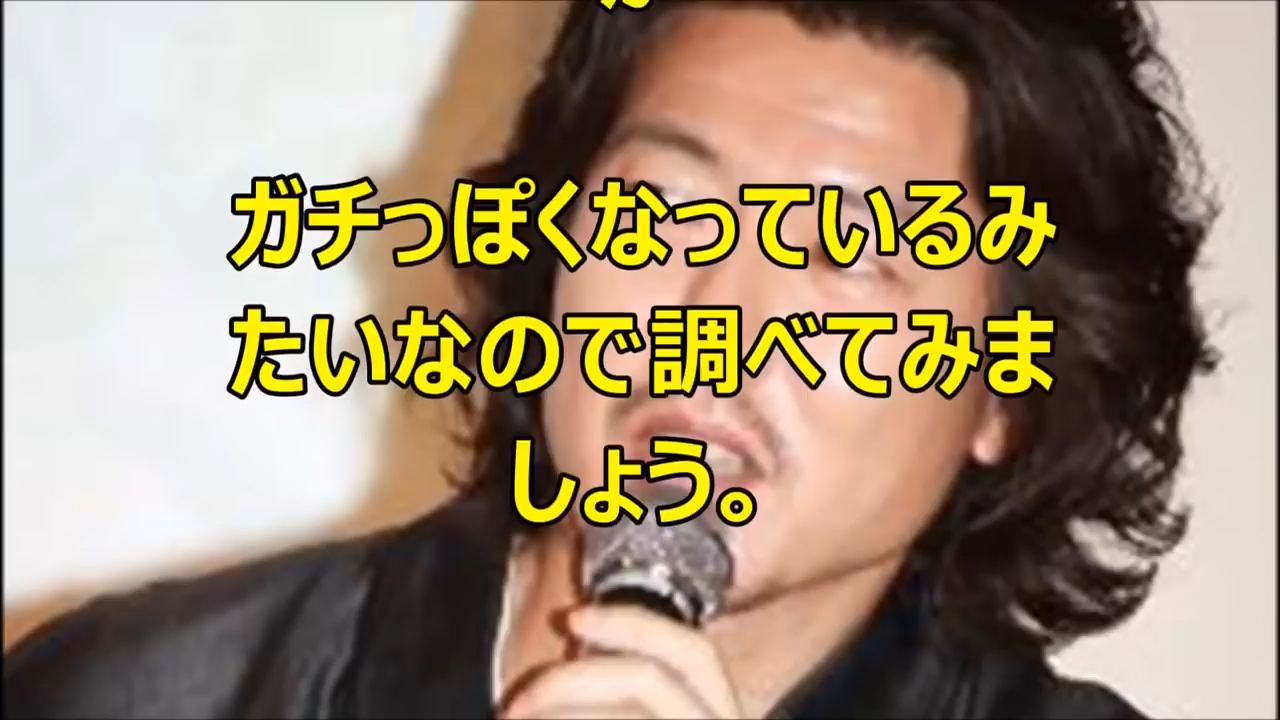 ガチっぽくなっているみ
たいなので調べてみま
しょう。